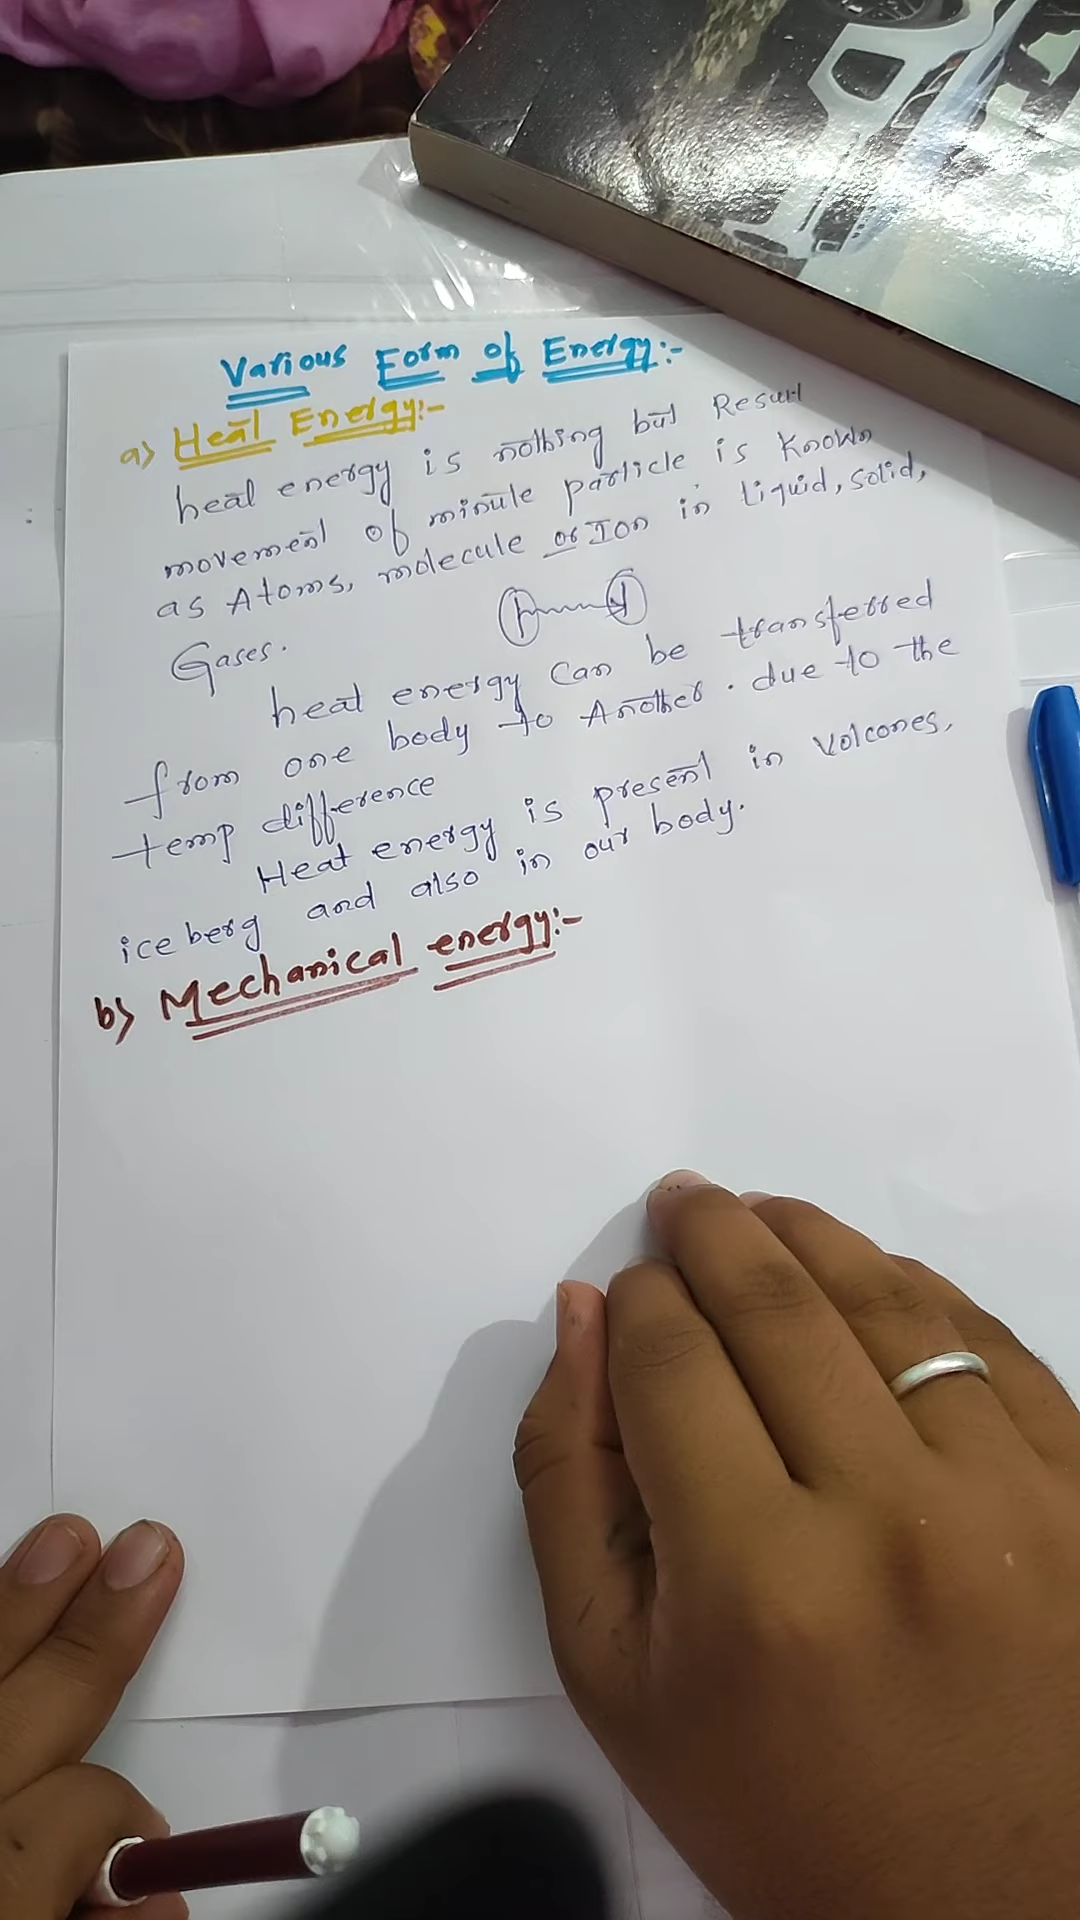 Various Form of Energy:-
a) Heat Energy:-
heat energy is nothing but Result
movement of minute particle is known
as Atoms, molecule or Ion in liquid, solid,
Gases.
heat energy Can be transferred
from one body to Another. due to the
temp difference
Heat energy is present in Volcones,
ice berg and also in our body.
b) Mechanical energy:-